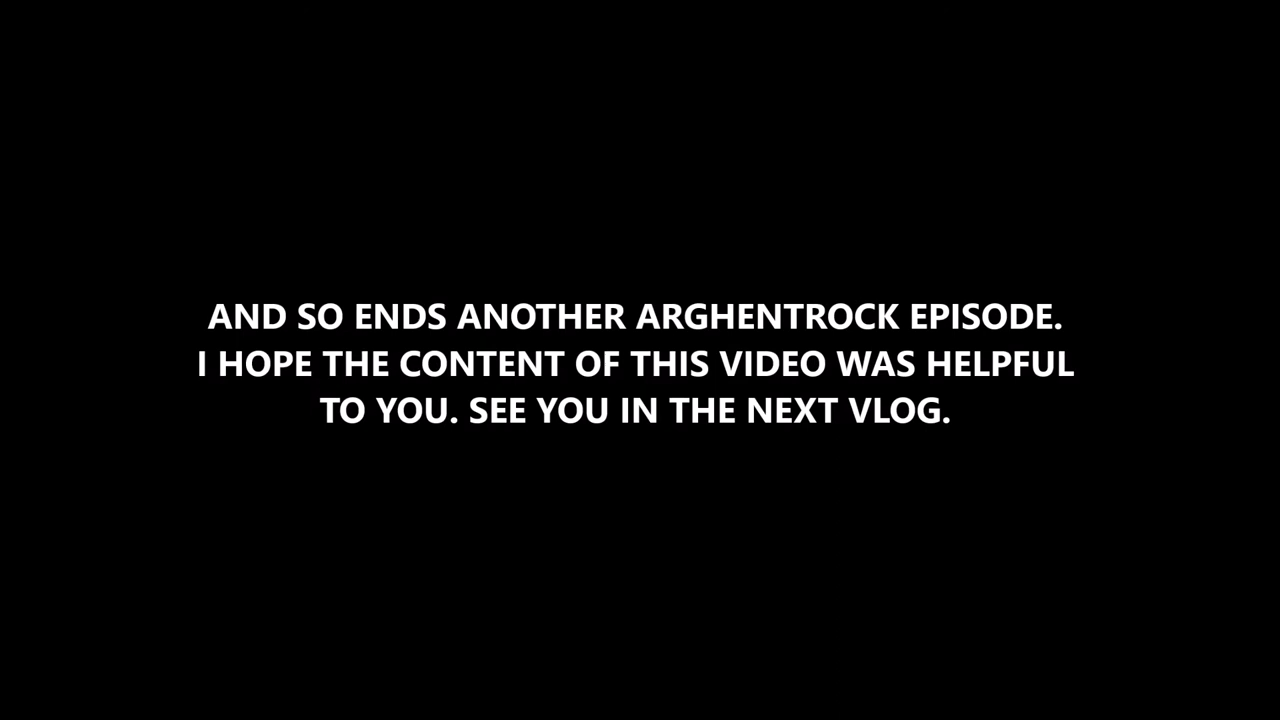 AND SO ENDS ANOTHER ARGHENTROCK EPISODE.
I HOPE THE CONTENT OF THIS VIDEO WAS HELPFUL
TO YOU. SEE YOU IN THE NEXT VLOG.